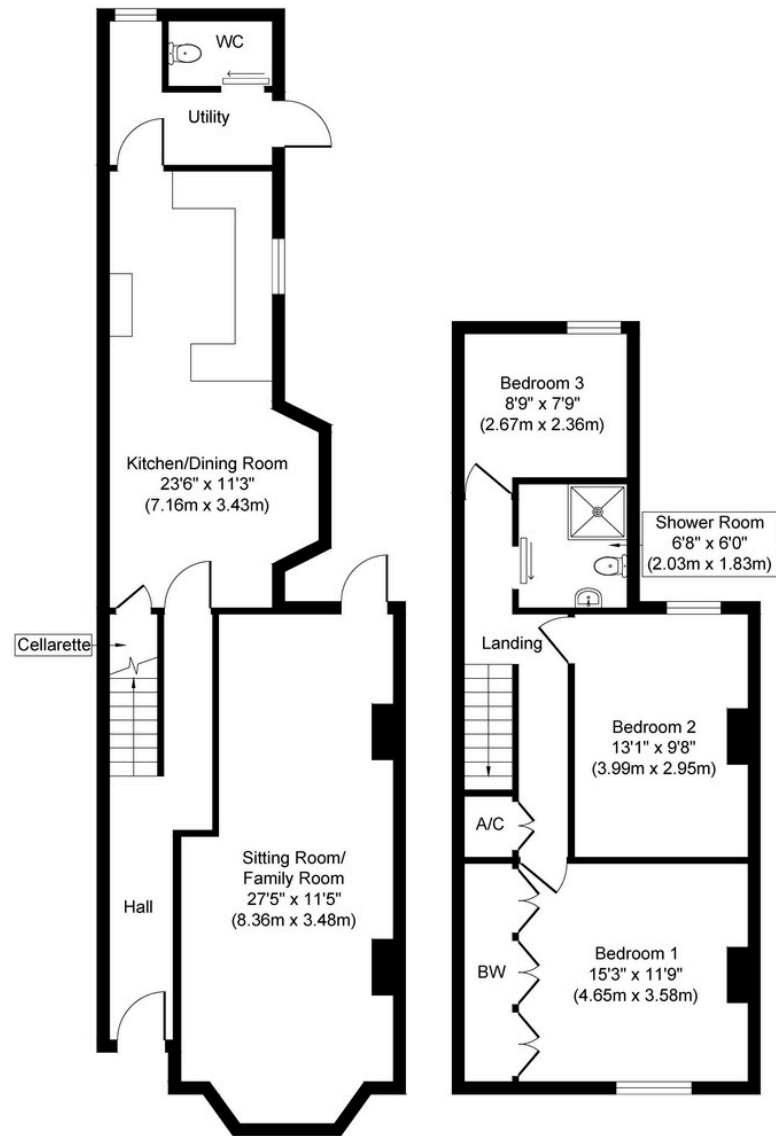 WC
Utility
Kitchen/Dining Room
23'6" x 11'3"
(7.16m x 3.43m)
Cellarette
Hall
Sitting Room/
Family Room
27'5" x 11'5"
(8.36m x 3.48m)
Bedroom 3
8'9" x 7'9"
(2.67m x 2.36m)
Shower Room
6'8" x 6'0"
(2.03m x 1.83m)
Landing
Bedroom 2
13'1" x 9'8"
(3.99m x 2.95m)
A/C
BW
Bedroom 1
15'3" x 11'9"
(4.65m x 3.58m)